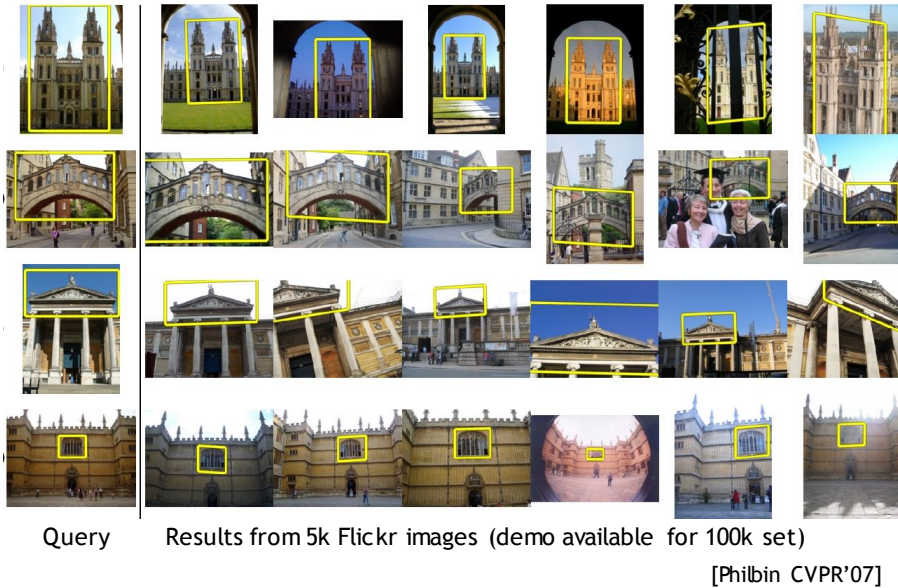 Query
Results from 5k Flickr images (demo available for 100k set)
[Philbin CVPR'07]